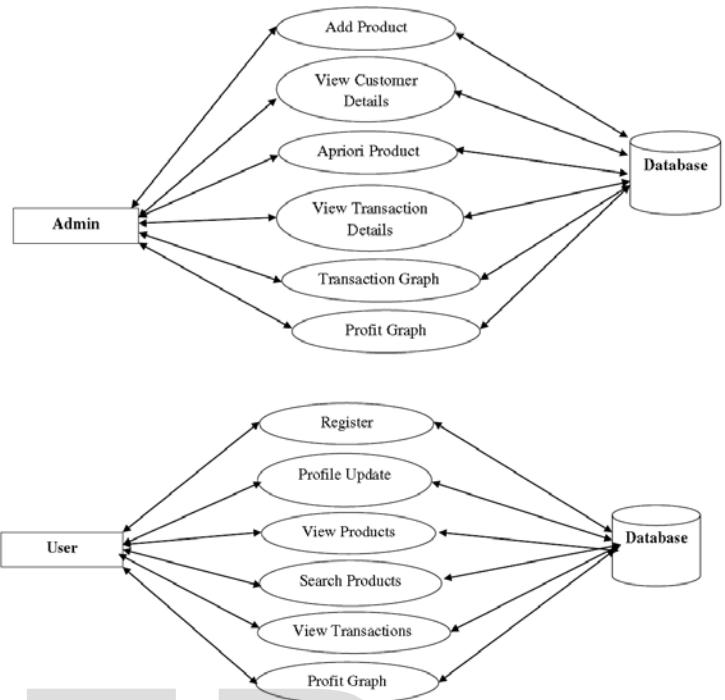 Add Product
View Customer
Details
Apriori Product
View Transaction
Details
Transaction Graph
Profit Graph
Admin
Database
Register
Profile Update
View Products
Search Products
View Transactions
Profit Graph
User
Database